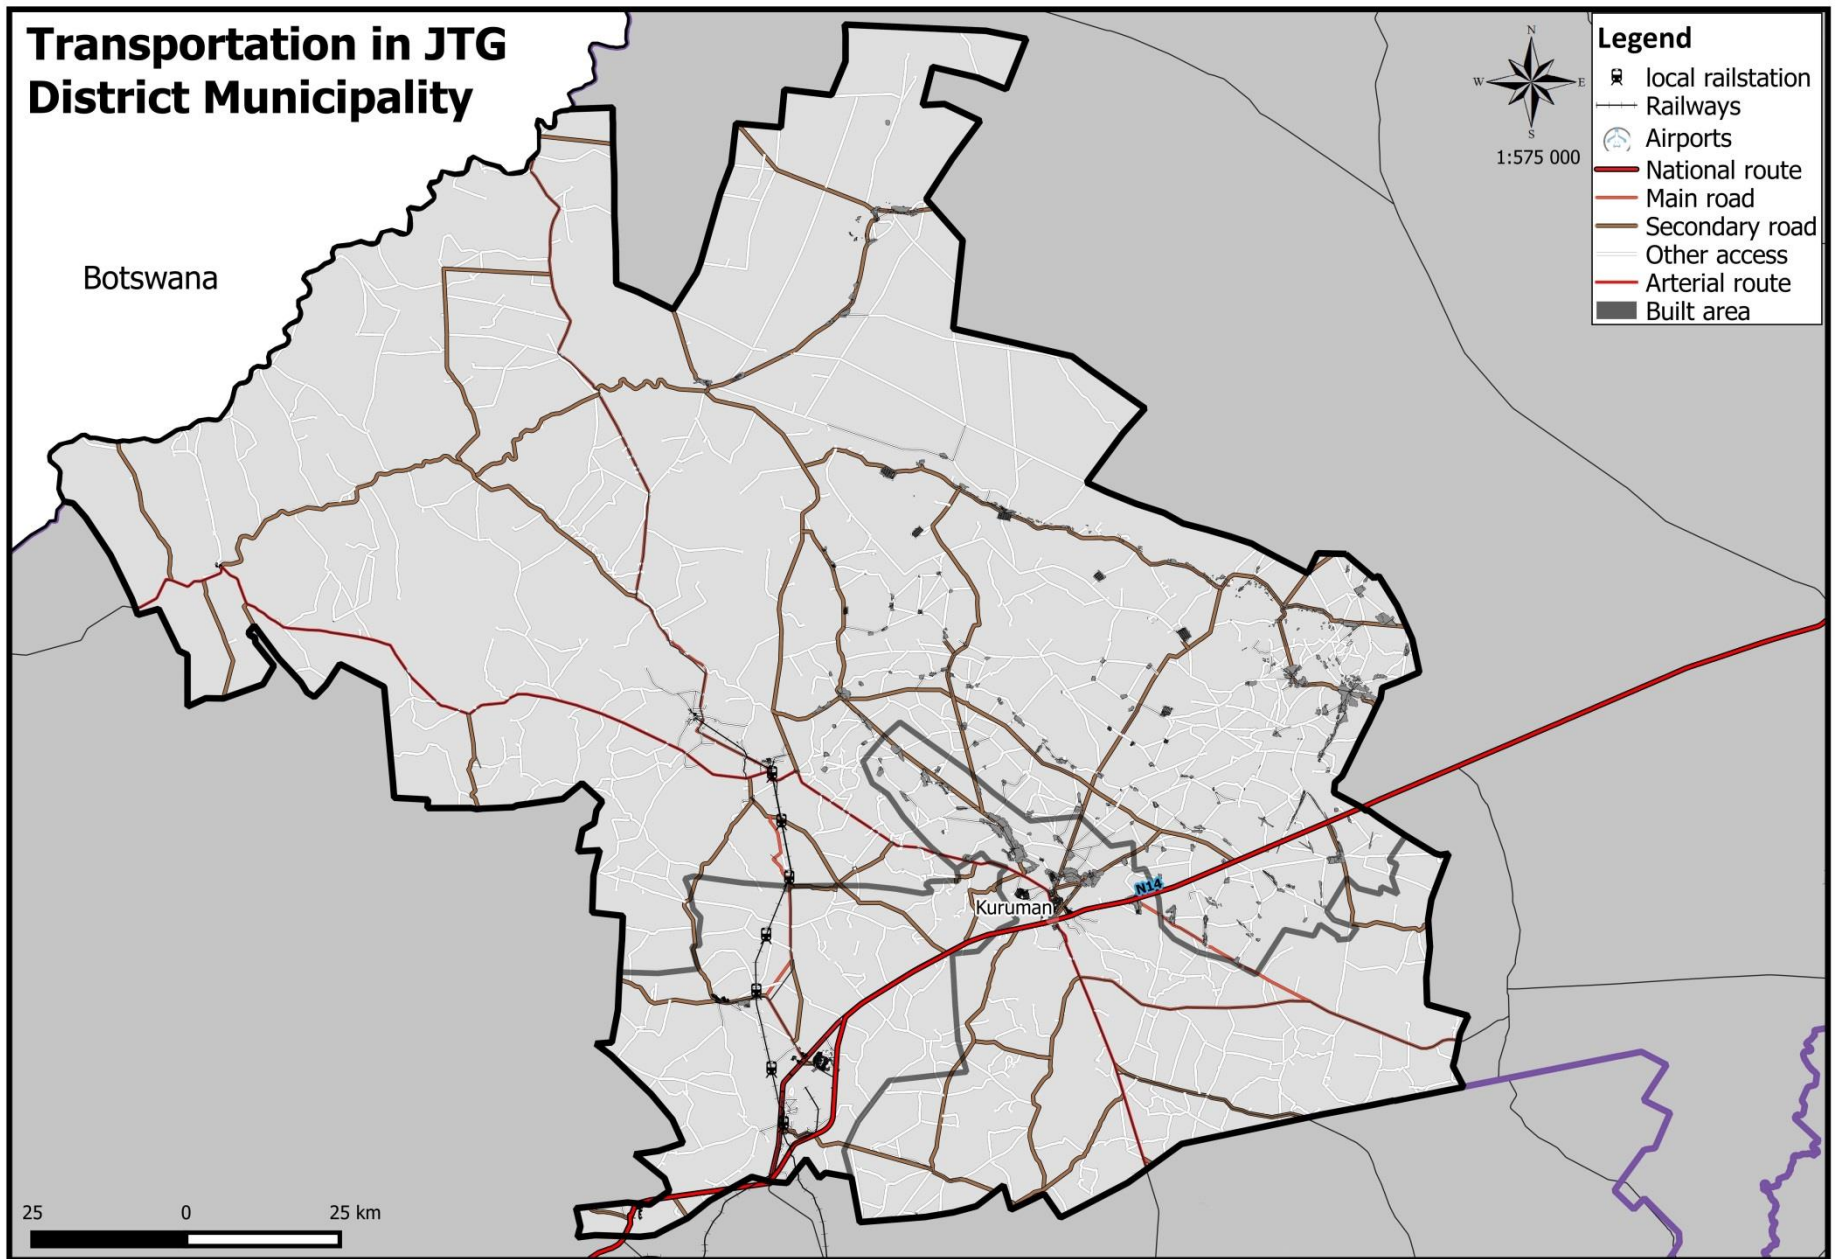 Transportation in JTG
District Municipality
Botswana
N
W
E
S
1:575 000
Legend
local railstation
Railways
Airports
National route
Main road
Secondary road
Other access
Arterial route
Built area
N14
Kuruman
25
0
25 km